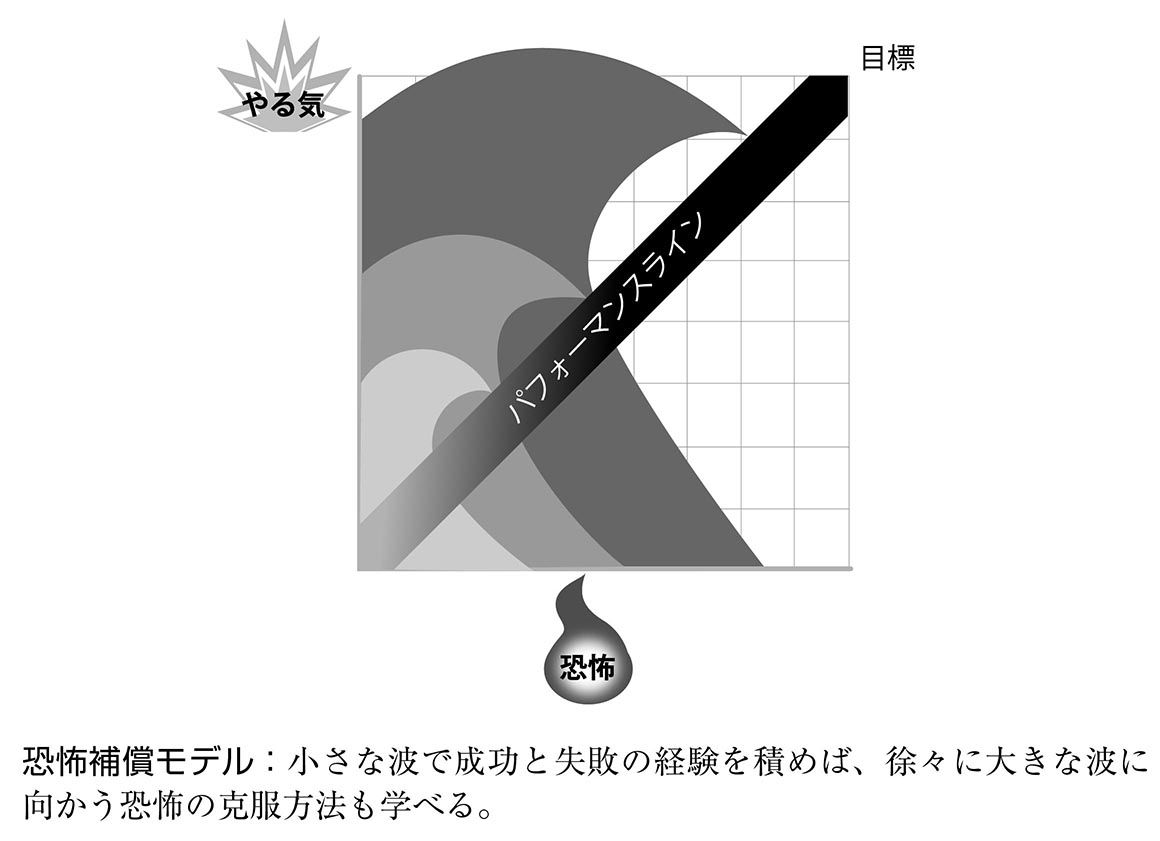 目標
やる気
パフォーマンスライン
恐怖
恐怖補償モデル：小さな波で成功と失敗の経験を積めば、徐々に大きな波に
向かう恐怖の克服方法も学べる。